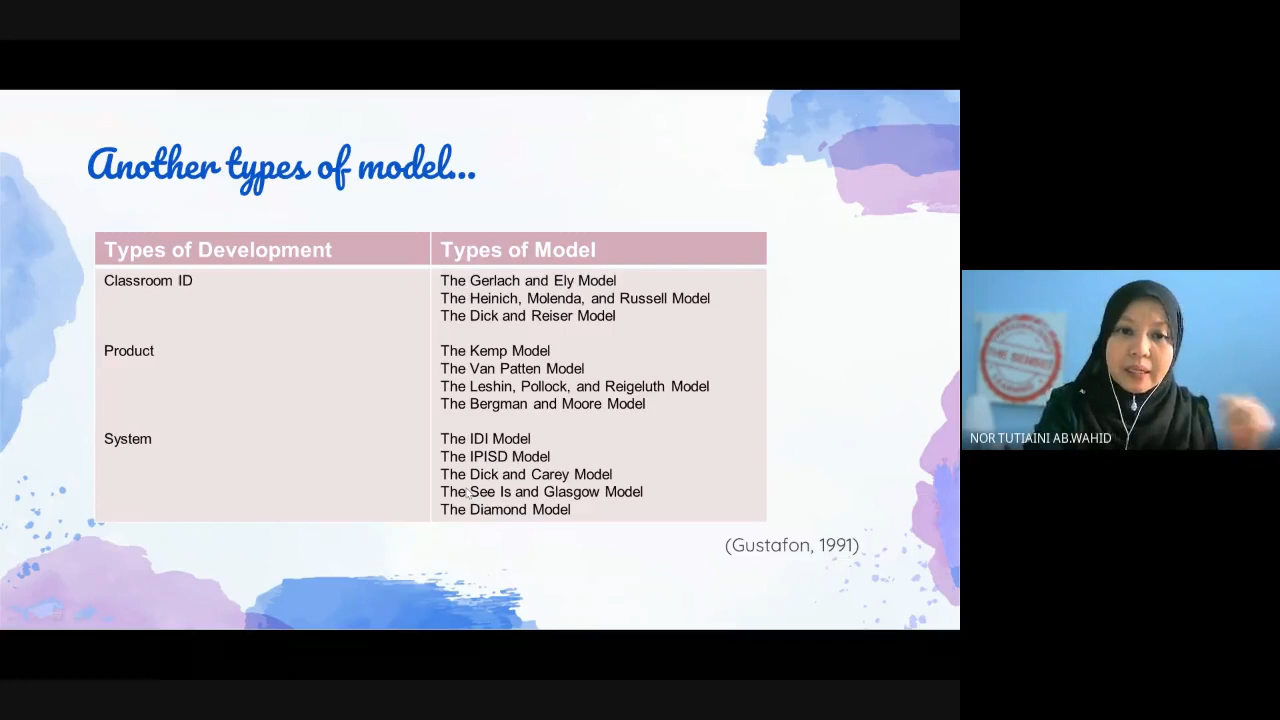 Another types of model...
Types of Development
Types of Model
Classroom ID
The Gerlach and Ely Model
The Heinich, Molenda, and Russell Model
The Dick and Reiser Model
Product
The Kemp Model
The Van Patten Model
The Leshin, Pollock, and Reigeluth Model
The Bergman and Moore Model
System
The IDI Model
The IPISD Model
The Dick and Carey Model
The See Is and Glasgow Model
The Diamond Model
(Gustafon, 1991)
THE SENSEI
NOR TUTIAINI AB.WAHID